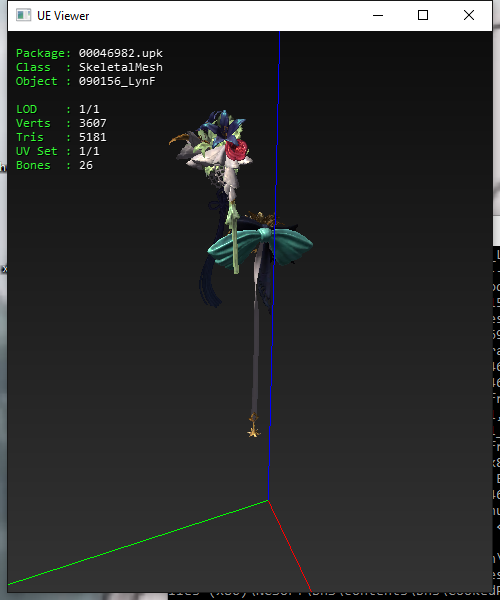 UE Viewer
Package: 00046982.upk
Class : SkeletalMesh
Object : 090156_LynF
LOD : 1/1
Verts : 3607
Tris : 5181
UV Set : 1/1
Bones : 26